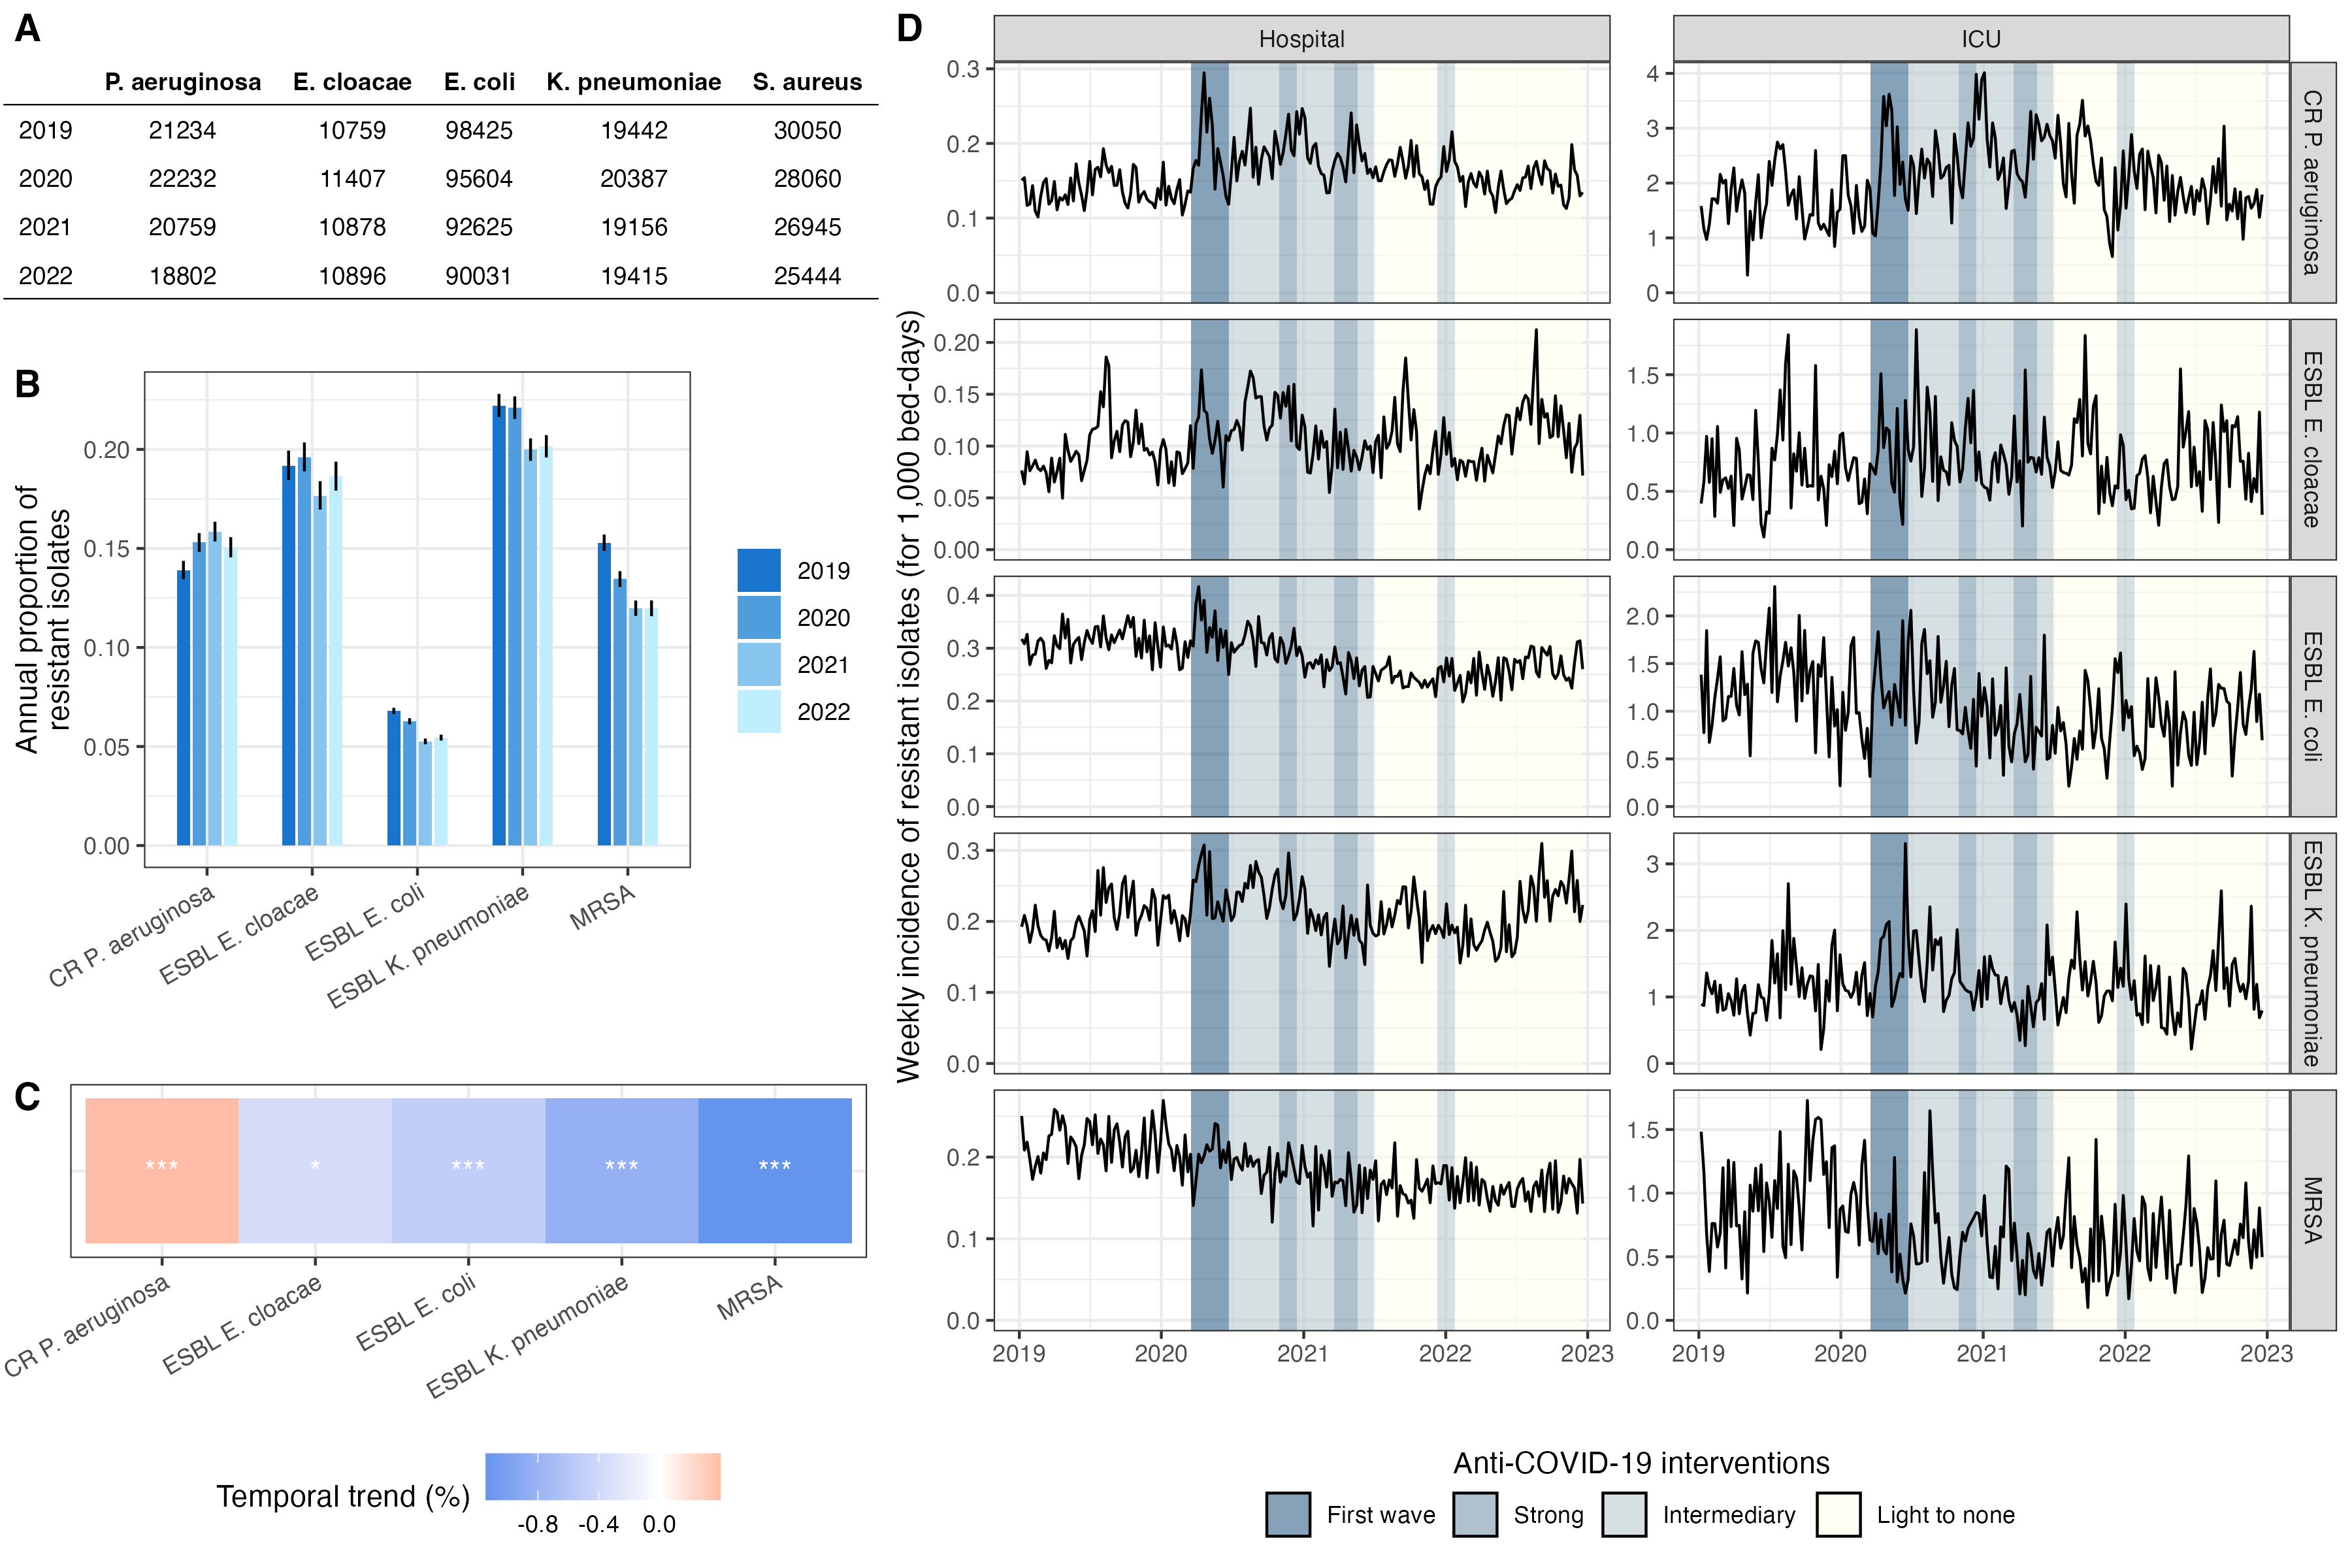 A
P. aeruginosa E. cloacae E. coli K. pneumoniae S. aureus
2019 21234 10759 98425 19442 30050
2020 22232 11407 95604 20387 28060
2021 20759 10878 92625 19156 26945
2022 18802 10896 90031 19415 25444
B
Annual proportion of
resistant isolates
0.20
0.15
0.10
0.05
0.00
CR P. aeruginosa
ESBL E. cloacae
ESBL E. coli
ESBL K. pneumoniae
MRSA
2019
2020
2021
2022
C
*** * *** *** ***
CR P. aeruginosa
ESBL E. cloacae
ESBL E. coli
ESBL K. pneumoniae
MRSA
Temporal trend (%)
-0.8 -0.4 0.0
D
Hospital
ICU
Weekly incidence of resistant isolates (for 1,000 bed-days)
0.3
0.2
0.1
0.0
4
3
2
1
0
CR P. aeruginosa
0.20
0.15
0.10
0.05
0.00
1.5
1.0
0.5
0.0
ESBL E. cloacae
0.4
0.3
0.2
0.1
0.0
2.0
1.5
1.0
0.5
0.0
ESBL E. coli
0.3
0.2
0.1
0.0
3
2
1
0
ESBL K. pneumoniae
0.2
0.1
0.0
1.5
1.0
0.5
0.0
MRSA
2019 2020 2021 2022 2023
2019 2020 2021 2022 2023
Anti-COVID-19 interventions
First wave Strong Intermediary Light to none